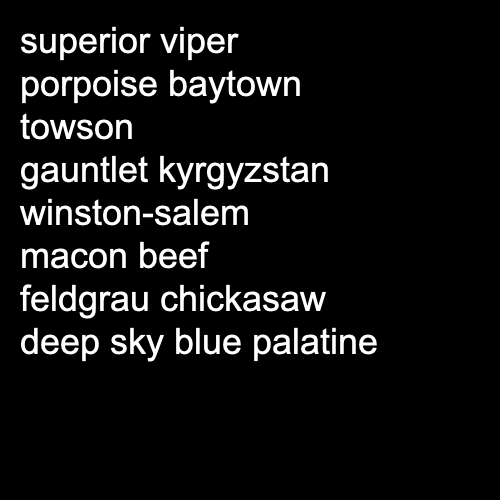 superior viper
porpoise baytown
towson
gauntlet kyrgyzstan
winston-salem
macon beef
feldgrau chickasaw
deep sky blue palatine